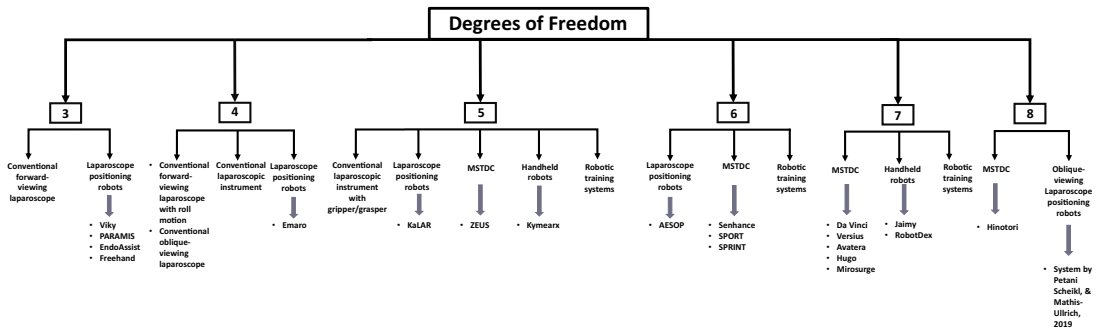 Degrees of Freedom
3
Conventional
forward-
viewing
laparoscope
Laparoscope
positioning
robots
• Viky
• PARAMIS
• EndoAssist
• Freehand
4
• Conventional
forward-
viewing
laparoscope
with roll
motion
• Conventional
oblique-
viewing
laparoscope
Conventional
laparoscopic
instrument
Laparoscope
positioning
robots
• Emaro
5
Conventional
laparoscopic
instrument
with
gripper/grasper
Laparoscope
positioning
robots
• KaLAR
MSTDC
• ZEUS
Handheld
robots
• Kymearx
Robotic
training
systems
6
Laparoscope
positioning
robots
• AESOP
MSTDC
• Senhance
• SPORT
• SPRINT
Robotic
training
systems
7
MSTDC
• Da Vinci
• Versius
• Avatera
• Hugo
• Mirosurge
Handheld
robots
• Jaimy
• RobotDex
Robotic
training
systems
8
MSTDC
• Hinotori
Oblique-
viewing
Laparoscope
positioning
robots
• System by
Petani
Scheikl, &
Mathis-
Ullrich,
2019